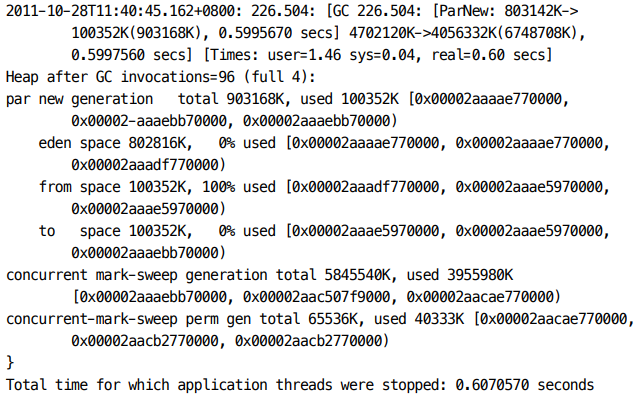 2011-10-28T11:40:45.162+0800: 226.504: [GC 226.504: [ParNew: 803142K->
100352K(903168K), 0.5995670 secs] 4702120K->4056332K(6748708K),
0.5997560 secs] [Times: user=1.46 sys=0.04, real=0.60 secs]
Heap after GC invocations=96 (full 4):
par new generation   total 903168K, used 100352K [0x00002aaaae770000,
0x00002-aaaebb70000, 0x00002aaaebb70000)
eden space 802816K,   0% used [0x00002aaaae770000, 0x00002aaaae770000,
0x00002aaadf770000)
from space 100352K, 100% used [0x00002aaadf770000, 0x00002aaae5970000,
0x00002aaae5970000)
to   space 100352K,   0% used [0x00002aaae5970000, 0x00002aaae5970000,
0x00002aaaebb70000)
concurrent mark-sweep generation total 5845540K, used 3955980K
[0x00002aaaebb70000, 0x00002aac507f9000, 0x00002aacae770000)
concurrent-mark-sweep perm gen total 65536K, used 40333K [0x00002aacae770000,
0x00002aacb2770000, 0x00002aacb2770000)
}
Total time for which application threads were stopped: 0.6070570 seconds